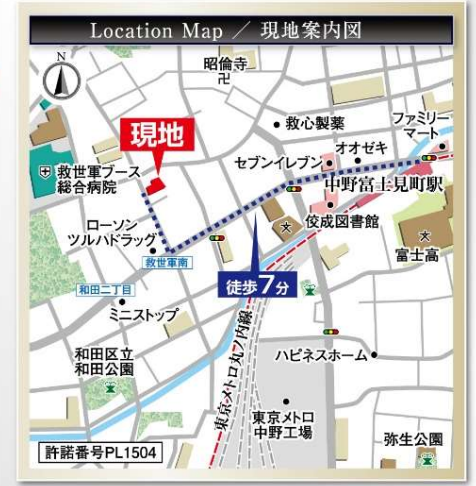 Location Map / 現地案内図
N
昭倫寺
卍
現地
救心製薬
ファミリー
マート
オオゼキ
セブンイレブン
救世軍ブース
総合病院
中野富士見町駅
佼成図書館
ローソン
ツルハドラッグ
救世軍南
富士高
徒歩7分
和田二丁目
ミニストップ
東京メトロ丸ノ内線
ハピネスホーム
和田区立
和田公園
東京メトロ
中野工場
弥生公園
許諾番号PL1504